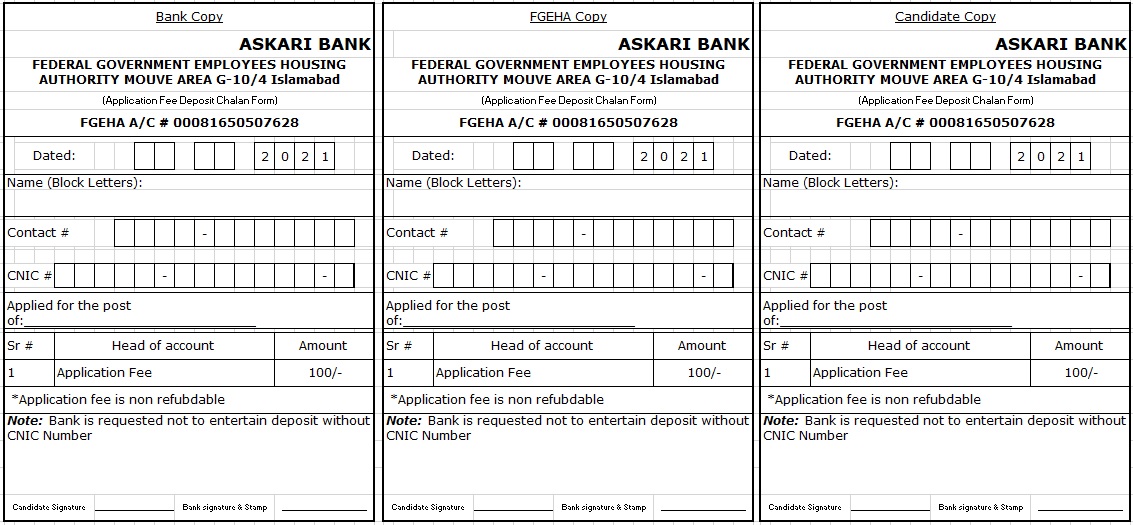 Bank Copy
ASKARI BANK
FEDERAL GOVERNMENT EMPLOYEES HOUSING
AUTHORITY MOUVE AREA G-10/4 Islamabad
(Application Fee Deposit Chalan Form)
FGEHA A/C # 00081650507628
Dated: 2 0 2 1
Name (Block Letters):
Contact # -
CNIC # - -
Applied for the post
of:
Sr # Head of account Amount
1 Application Fee 100/-
*Application fee is non refubdable
Note: Bank is requested not to entertain deposit without
CNIC Number
Candidate Signature Bank signature & Stamp
FGEHA Copy
ASKARI BANK
FEDERAL GOVERNMENT EMPLOYEES HOUSING
AUTHORITY MOUVE AREA G-10/4 Islamabad
(Application Fee Deposit Chalan Form)
FGEHA A/C # 00081650507628
Dated: 2 0 2 1
Name (Block Letters):
Contact # -
CNIC # - -
Applied for the post
of:
Sr # Head of account Amount
1 Application Fee 100/-
*Application fee is non refubdable
Note: Bank is requested not to entertain deposit without
CNIC Number
Candidate Signature Bank signature & Stamp
Candidate Copy
ASKARI BANK
FEDERAL GOVERNMENT EMPLOYEES HOUSING
AUTHORITY MOUVE AREA G-10/4 Islamabad
(Application Fee Deposit Chalan Form)
FGEHA A/C # 00081650507628
Dated: 2 0 2 1
Name (Block Letters):
Contact # -
CNIC # - -
Applied for the post
of:
Sr # Head of account Amount
1 Application Fee 100/-
*Application fee is non refubdable
Note: Bank is requested not to entertain deposit without
CNIC Number
Candidate Signature Bank signature & Stamp